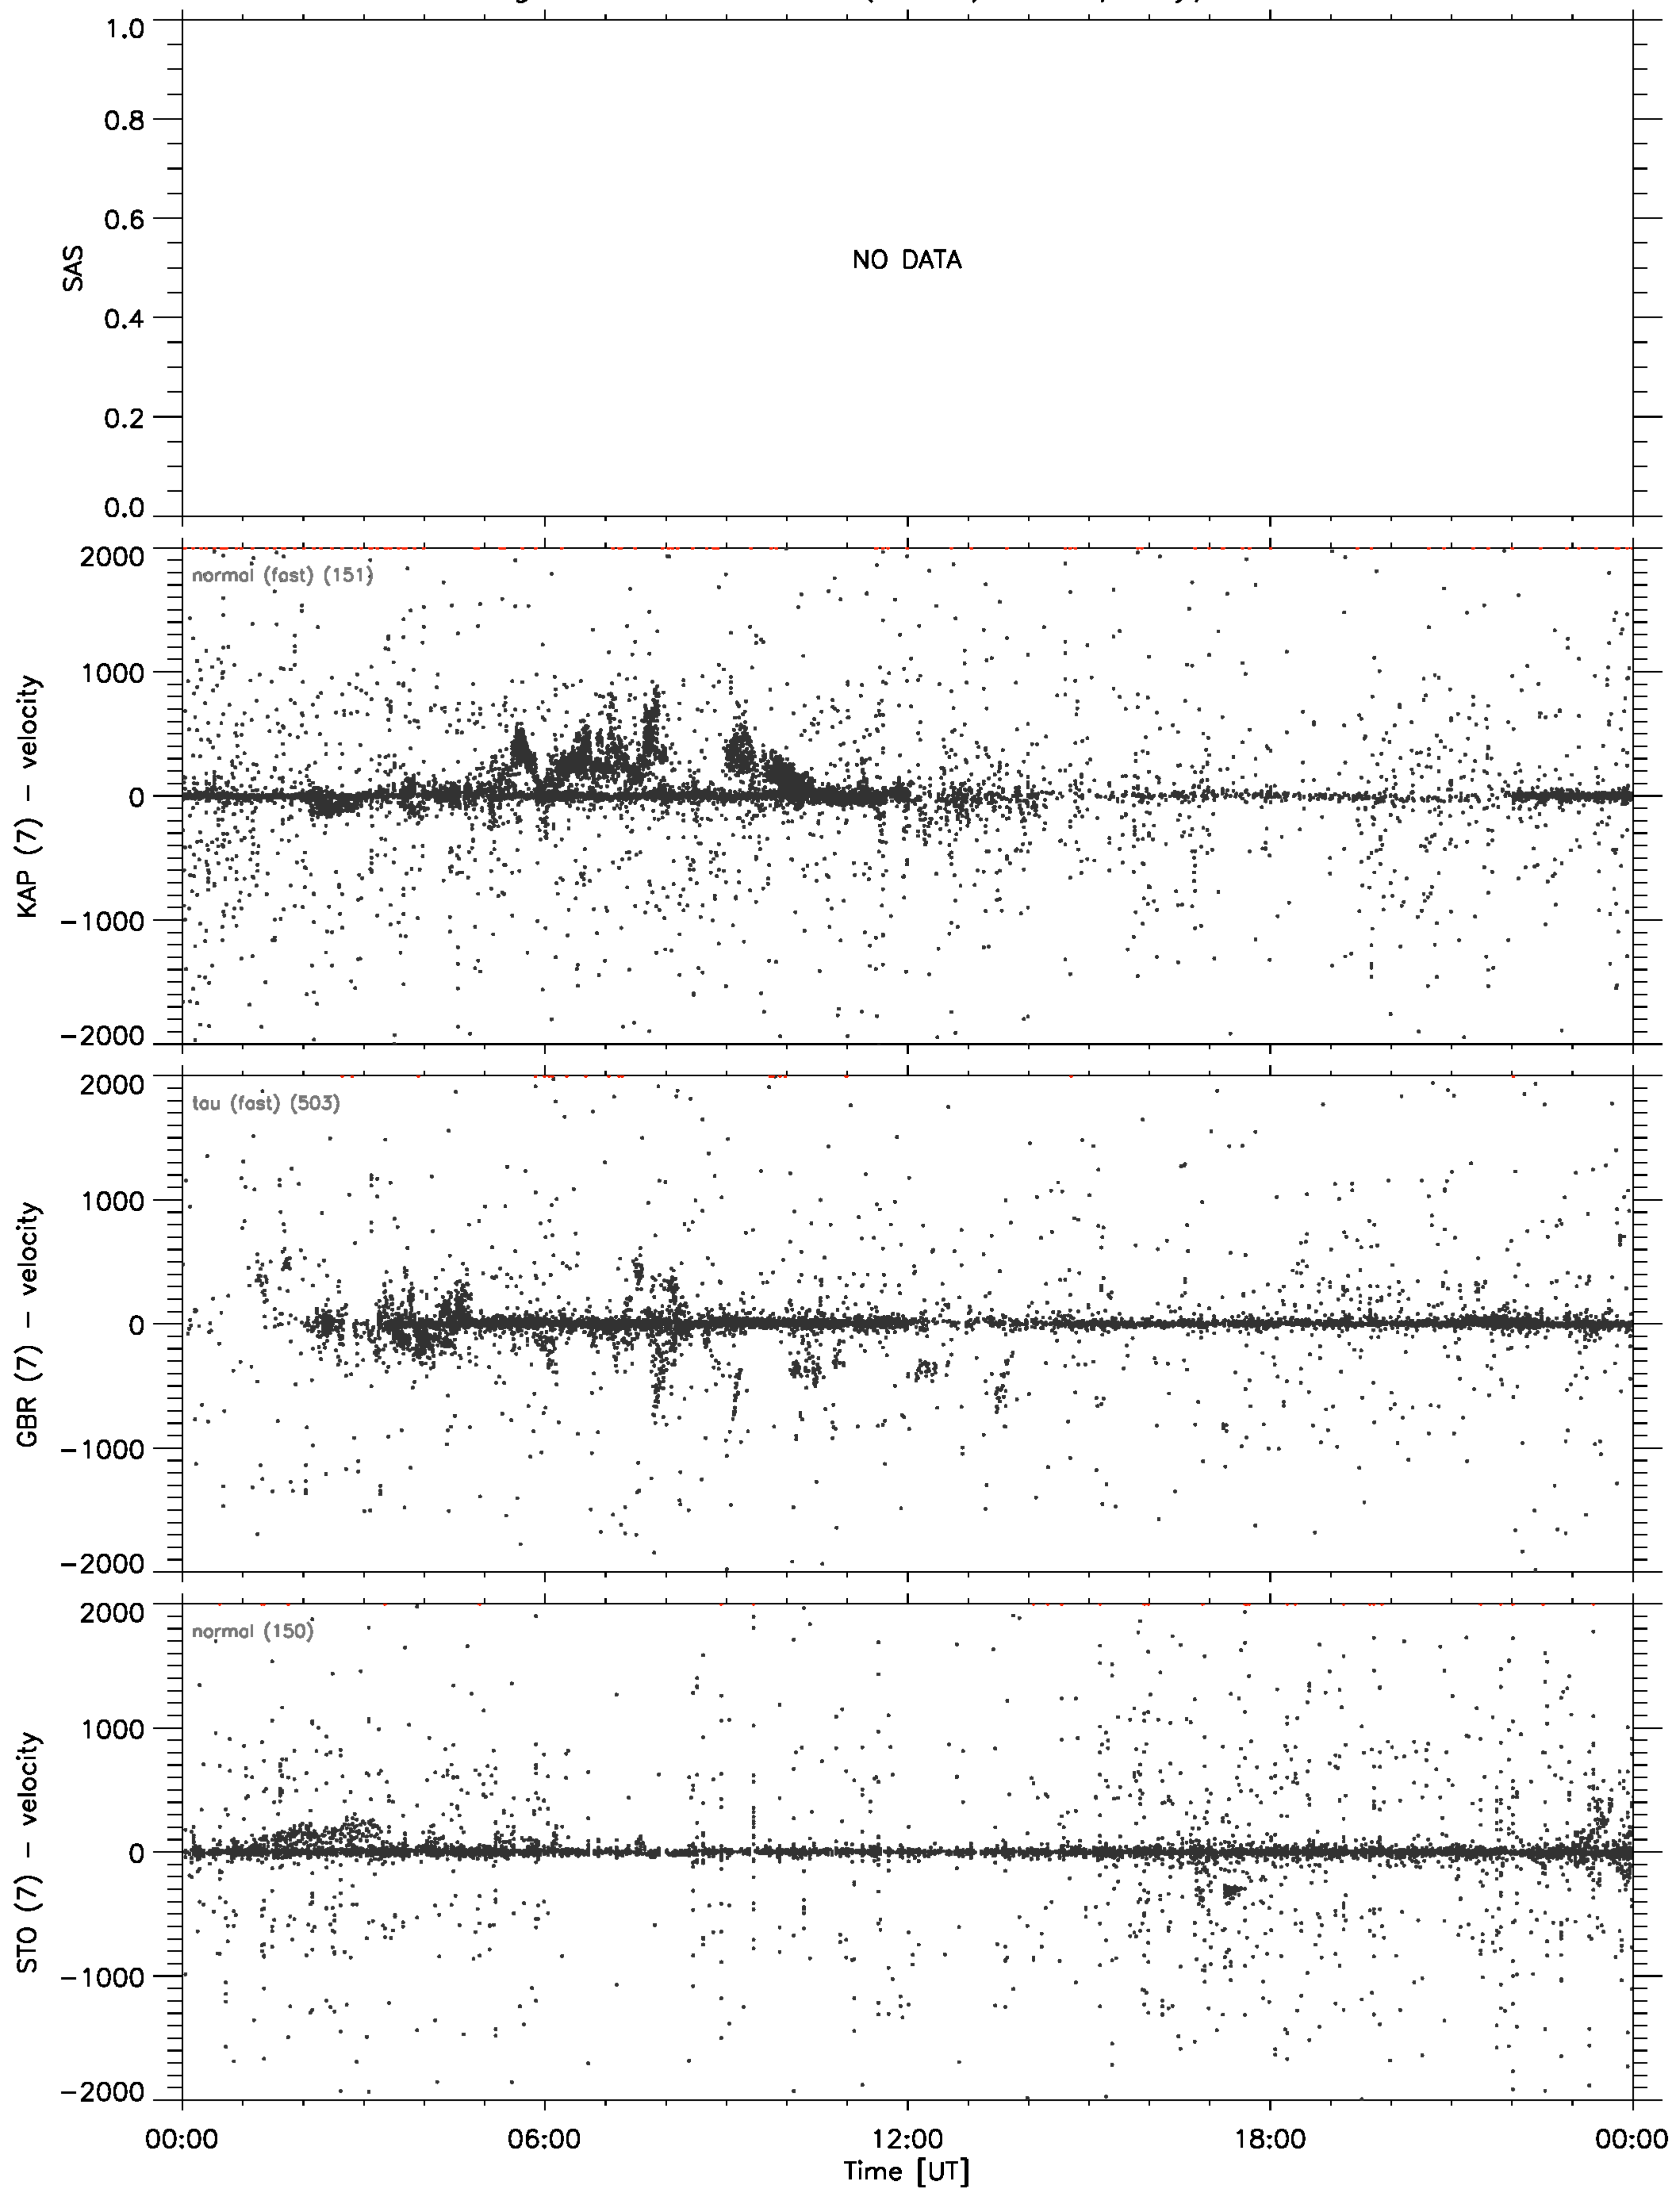 1.0
0.8
0.6
0.4
0.2
0.0
SAS
NO DATA
2000
1000
0
−1000
−2000
KAP (7) − velocity
normal (fast) (151)
2000
1000
0
−1000
−2000
GBR (7) − velocity
tau (fast) (503)
2000
1000
0
−1000
−2000
STO (7) − velocity
normal (150)
00:00 06:00 12:00 18:00 00:00
Time [UT]